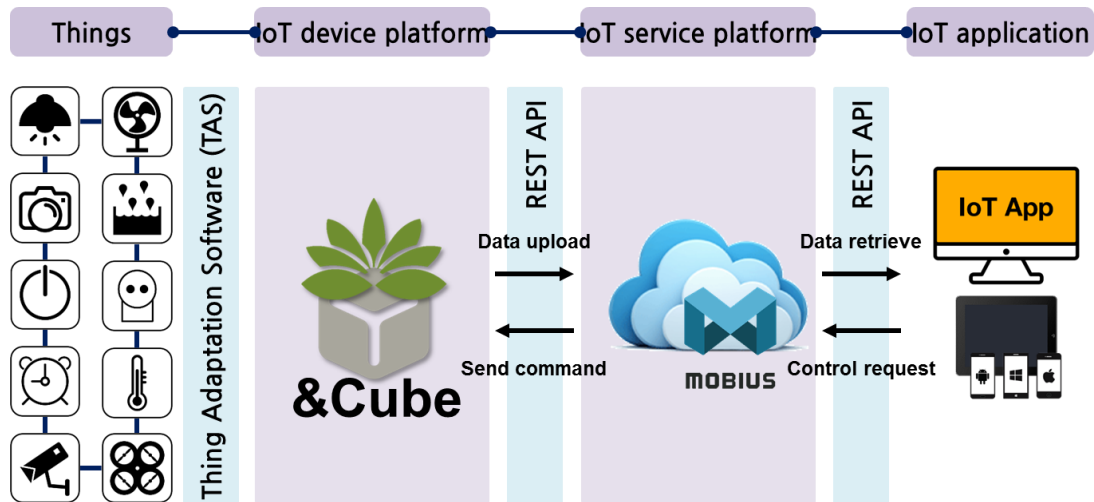 Things
IoT device platform
IoT service platform
IoT application
Thing Adaptation Software (TAS)
REST API
REST API
IoT App
Data upload
Data retrieve
Send command
Control request
&Cube
MOBIUS